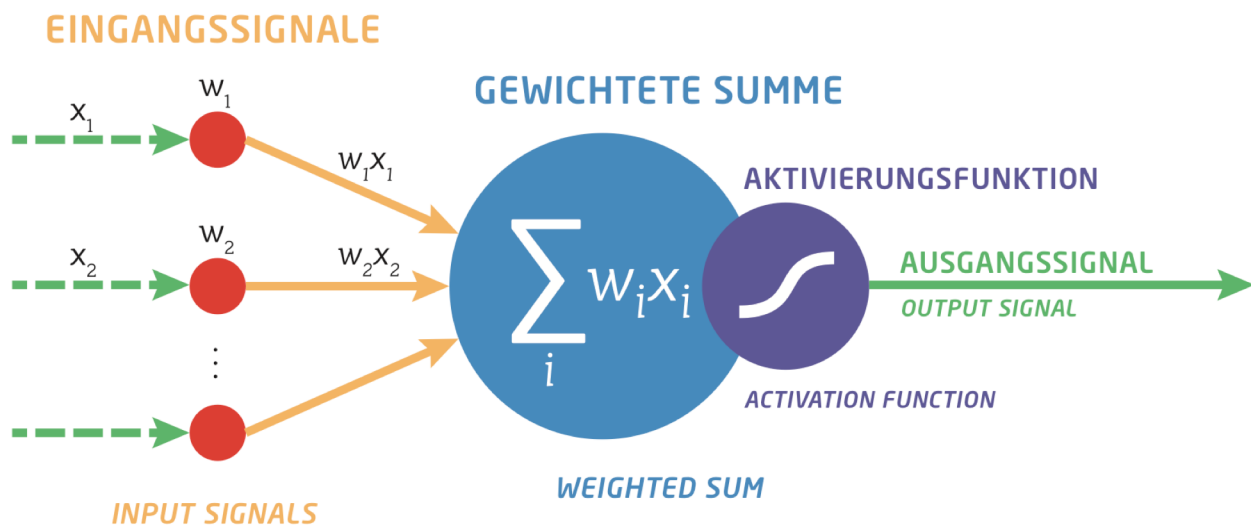 EINGANGSSIGNALE
x₁
w₁
w₁x₁
x₂
w₂
w₂x₂
⋮
INPUT SIGNALS
GEWICHTETE SUMME
∑ᵢ wᵢxᵢ
WEIGHTED SUM
AKTIVIERUNGSFUNKTION
ACTIVATION FUNCTION
AUSGANGSSIGNAL
OUTPUT SIGNAL